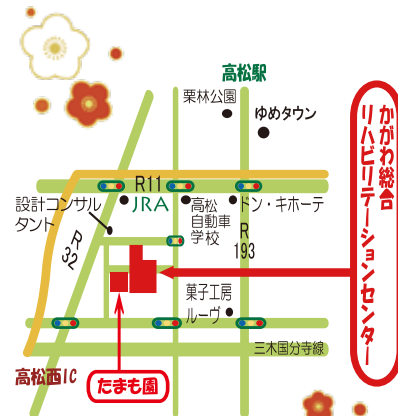 高松駅
栗林公園
ゆめタウン
かがわ総合
リハビリテーションセンター
R11
設計コンサル
タント
JRA
高松
自動車
学校
ドン・キホーテ
R
32
R
193
菓子工房
ルーヴ
三木国分寺線
高松西IC
たまも園